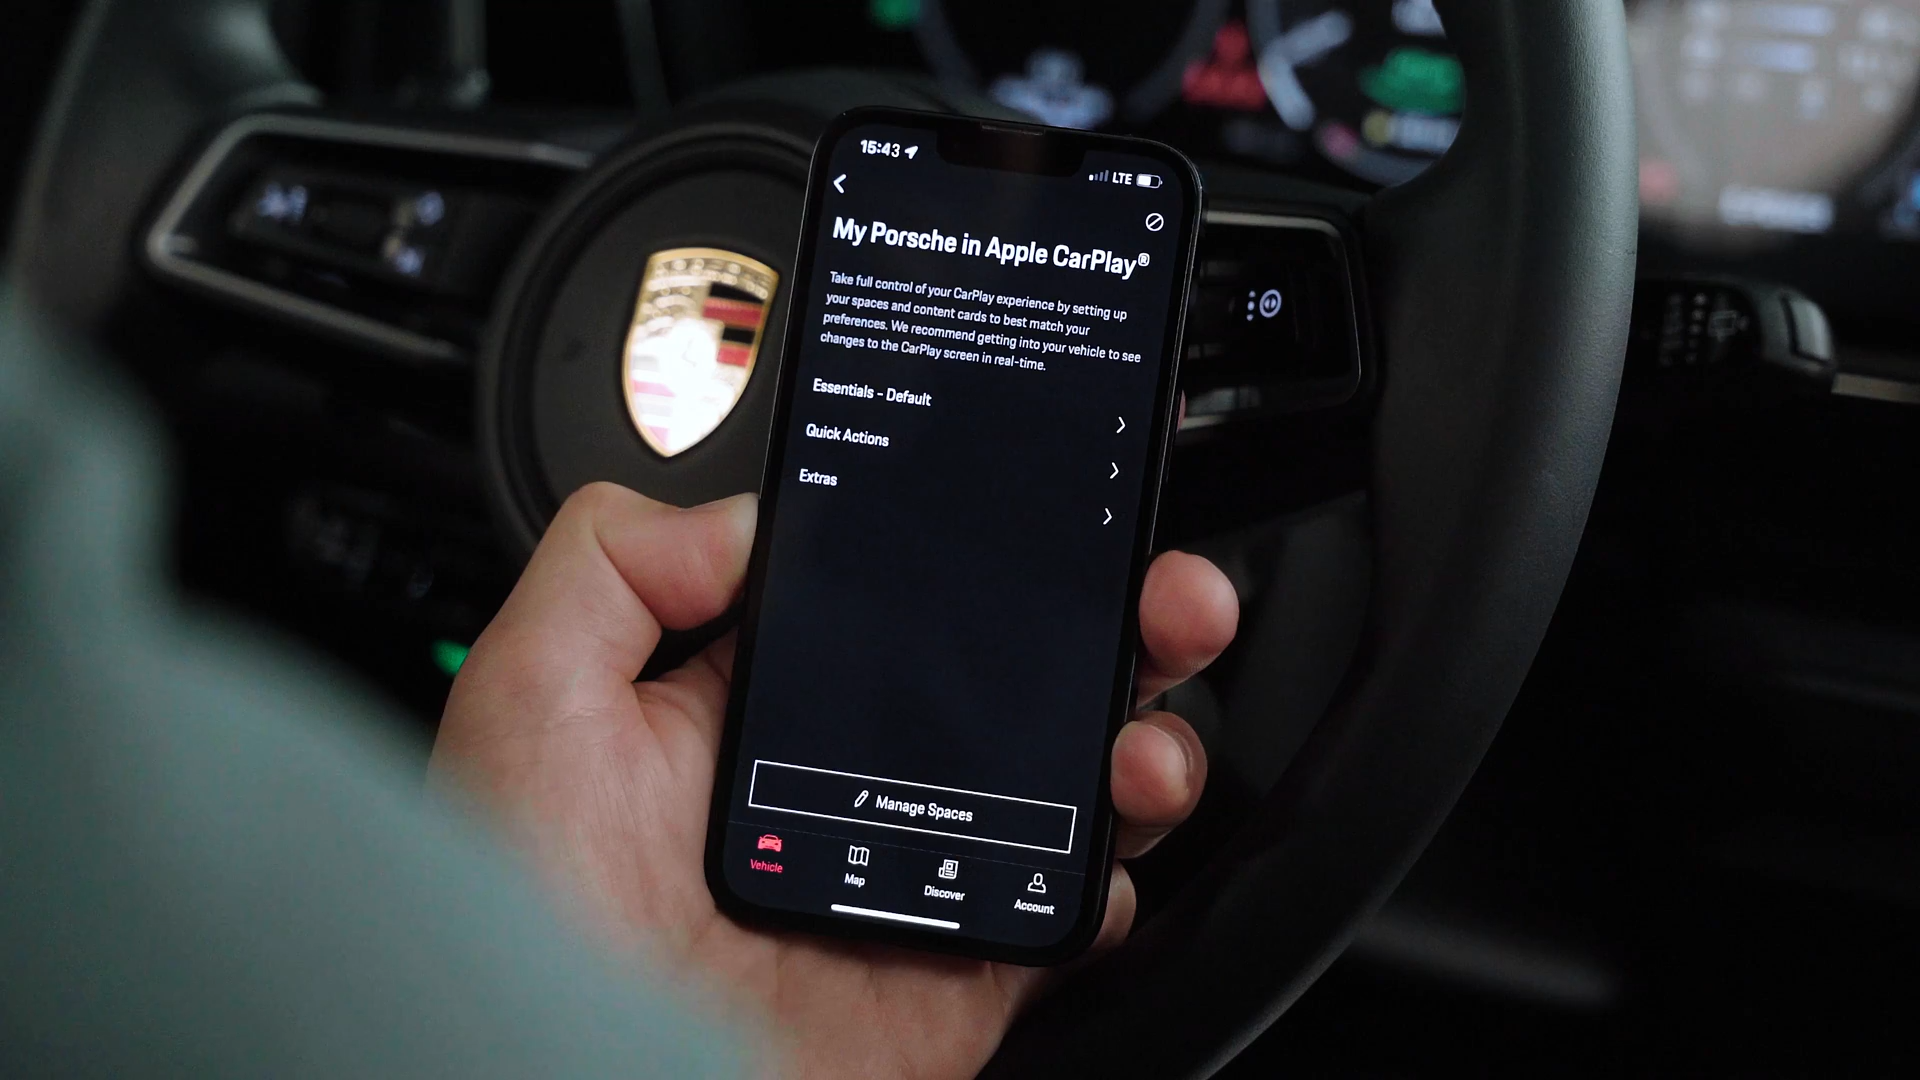 15:43
LTE
My Porsche in Apple CarPlay®
Take full control of your CarPlay experience by setting up
your spaces and content cards to best match your
preferences. We recommend getting into your vehicle to see
changes to the CarPlay screen in real-time.
Essentials - Default
Quick Actions
Extras
Manage Spaces
Vehicle
Map
Discover
Account